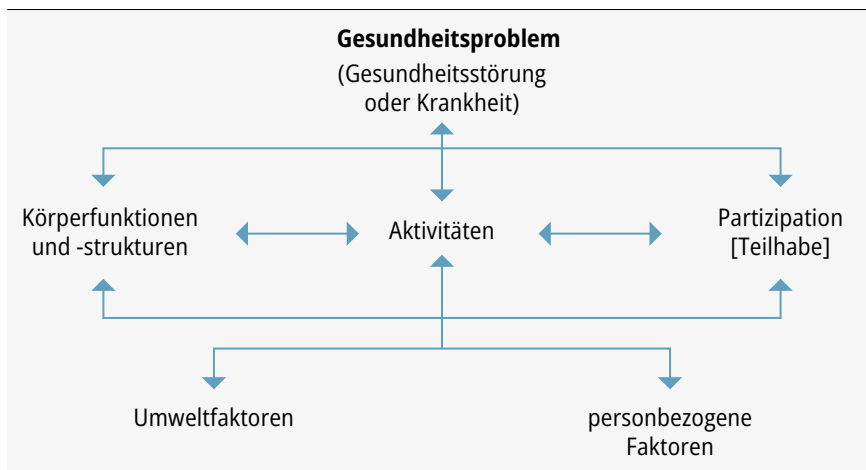 Gesundheitsproblem
(Gesundheitsstörung
oder Krankheit)
Körperfunktionen
und -strukturen
Aktivitäten
Partizipation
[Teilhabe]
Umweltfaktoren
personbezogene
Faktoren